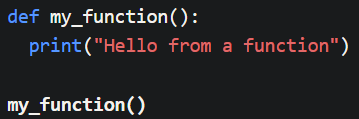 def my_function():
  print("Hello from a function")

my_function()